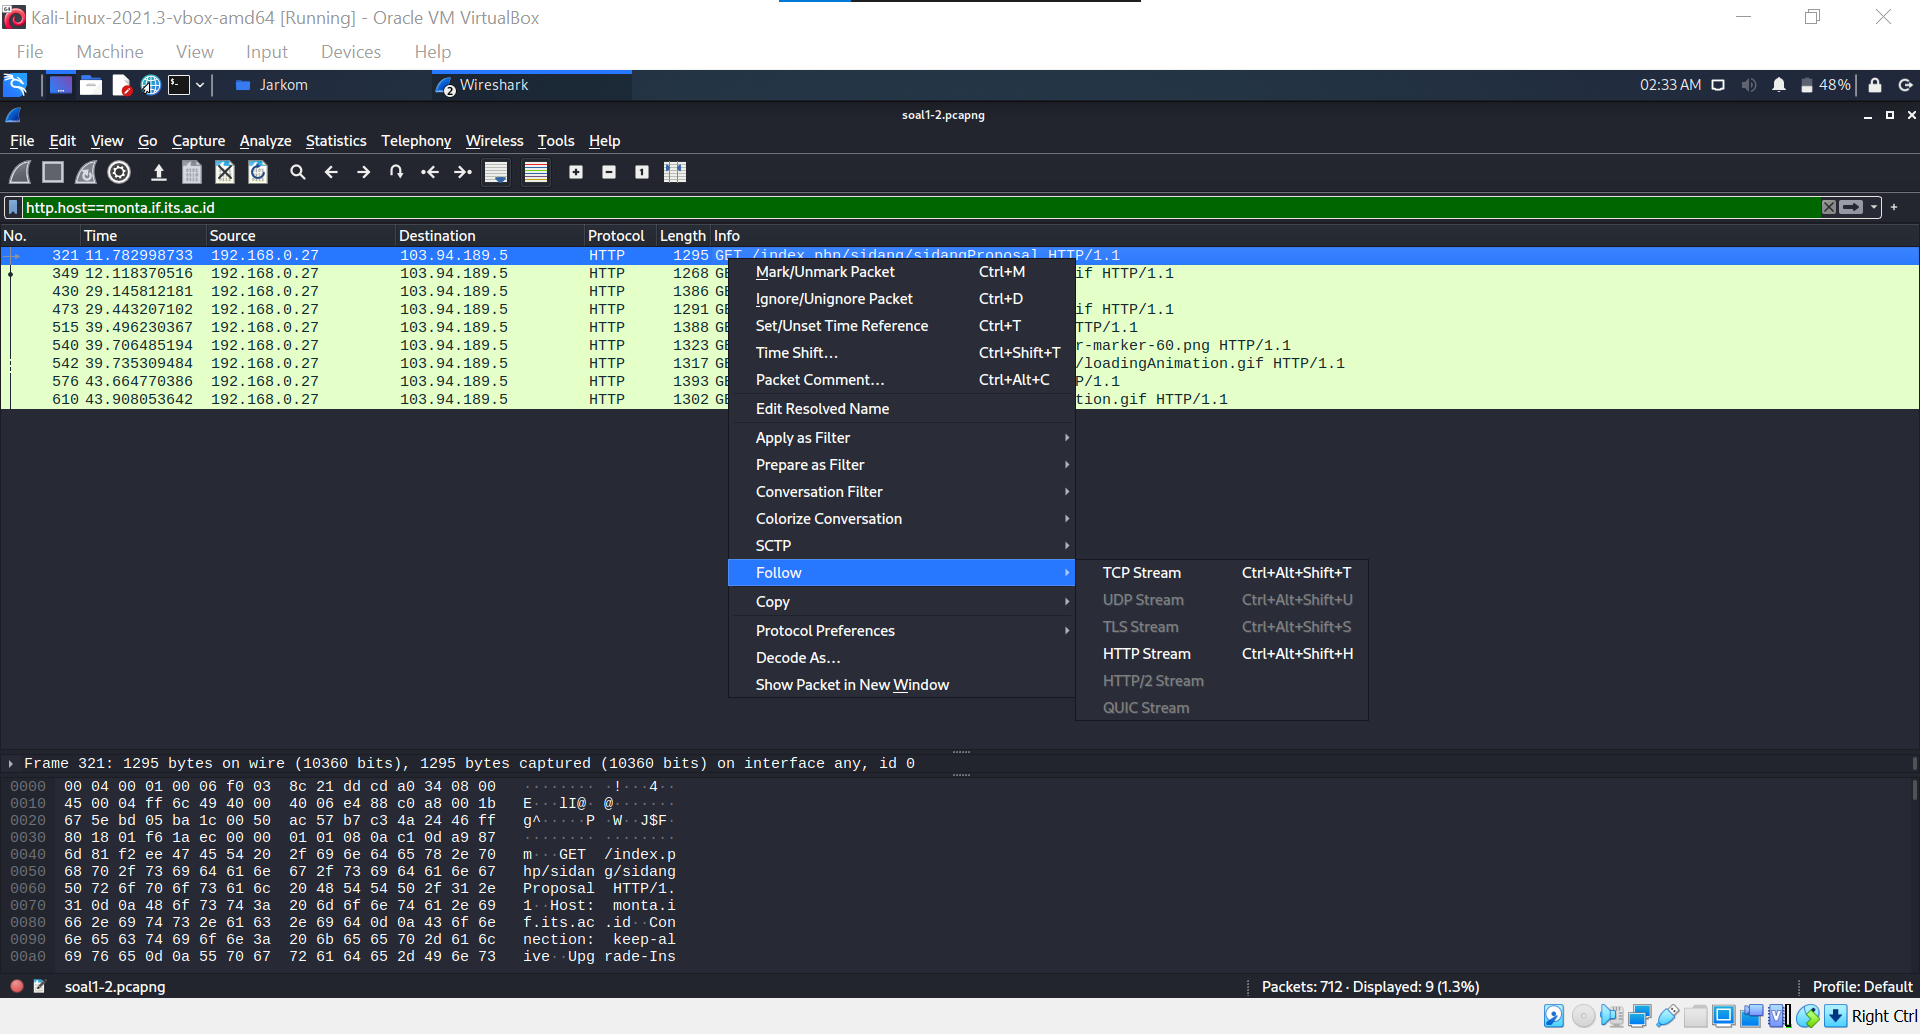 Kali-Linux-2021.3-vbox-amd64 [Running] - Oracle VM VirtualBox
File Machine View Input Devices Help
Jarkom Wireshark 02:33 AM 48%
soal1-2.pcapng
File Edit View Go Capture Analyze Statistics Telephony Wireless Tools Help
http.host==monta.if.its.ac.id
No. Time Source Destination Protocol Length Info
321 11.782998733 192.168.0.27 103.94.189.5 HTTP 1295 GET /index.php/sidang/sidangProposal HTTP/1.1
349 12.118370516 192.168.0.27 103.94.189.5 HTTP 1268 GE if HTTP/1.1
430 29.145812181 192.168.0.27 103.94.189.5 HTTP 1386 GE
473 29.443207102 192.168.0.27 103.94.189.5 HTTP 1291 GE if HTTP/1.1
515 39.496230367 192.168.0.27 103.94.189.5 HTTP 1388 GE TTP/1.1
540 39.706485194 192.168.0.27 103.94.189.5 HTTP 1323 GE r-marker-60.png HTTP/1.1
542 39.735309484 192.168.0.27 103.94.189.5 HTTP 1317 GE /loadingAnimation.gif HTTP/1.1
576 43.664770386 192.168.0.27 103.94.189.5 HTTP 1393 GE P/1.1
610 43.908053642 192.168.0.27 103.94.189.5 HTTP 1302 GE tion.gif HTTP/1.1
Mark/Unmark Packet Ctrl+M
Ignore/Unignore Packet Ctrl+D
Set/Unset Time Reference Ctrl+T
Time Shift... Ctrl+Shift+T
Packet Comment... Ctrl+Alt+C
Edit Resolved Name
Apply as Filter
Prepare as Filter
Conversation Filter
Colorize Conversation
SCTP
Follow
Copy
Protocol Preferences
Decode As...
Show Packet in New Window
TCP Stream Ctrl+Alt+Shift+T
UDP Stream Ctrl+Alt+Shift+U
TLS Stream Ctrl+Alt+Shift+S
HTTP Stream Ctrl+Alt+Shift+H
HTTP/2 Stream
QUIC Stream
Frame 321: 1295 bytes on wire (10360 bits), 1295 bytes captured (10360 bits) on interface any, id 0
0000 00 04 00 01 00 06 f0 03 8c 21 dd cd a0 34 08 00 ········ ·!···4··
0010 45 00 04 ff 6c 49 40 00 40 06 e4 88 c0 a8 00 1b E···lI@· @·······
0020 67 5e bd 05 ba 1c 00 50 ac 57 b7 c3 4a 24 46 ff g^·····P ·W··J$F·
0030 80 18 01 f6 1a ec 00 00 01 01 08 0a c1 0d a9 87 ········ ········
0040 6d 81 f2 ee 47 45 54 20 2f 69 6e 64 65 78 2e 70 m···GET /index.p
0050 68 70 2f 73 69 64 61 6e 67 2f 73 69 64 61 6e 67 hp/sidan g/sidang
0060 50 72 6f 70 6f 73 61 6c 20 48 54 54 50 2f 31 2e Proposal HTTP/1.
0070 31 0d 0a 48 6f 73 74 3a 20 6d 6f 6e 74 61 2e 69 1··Host: monta.i
0080 66 2e 69 74 73 2e 61 63 2e 69 64 0d 0a 43 6f 6e f.its.ac .id··Con
0090 6e 65 63 74 69 6f 6e 3a 20 6b 65 65 70 2d 61 6c nection: keep-al
00a0 69 76 65 0d 0a 55 70 67 72 61 64 65 2d 49 6e 73 ive··Upg rade-Ins
soal1-2.pcapng Packets: 712 · Displayed: 9 (1.3%) Profile: Default
Right Ctrl